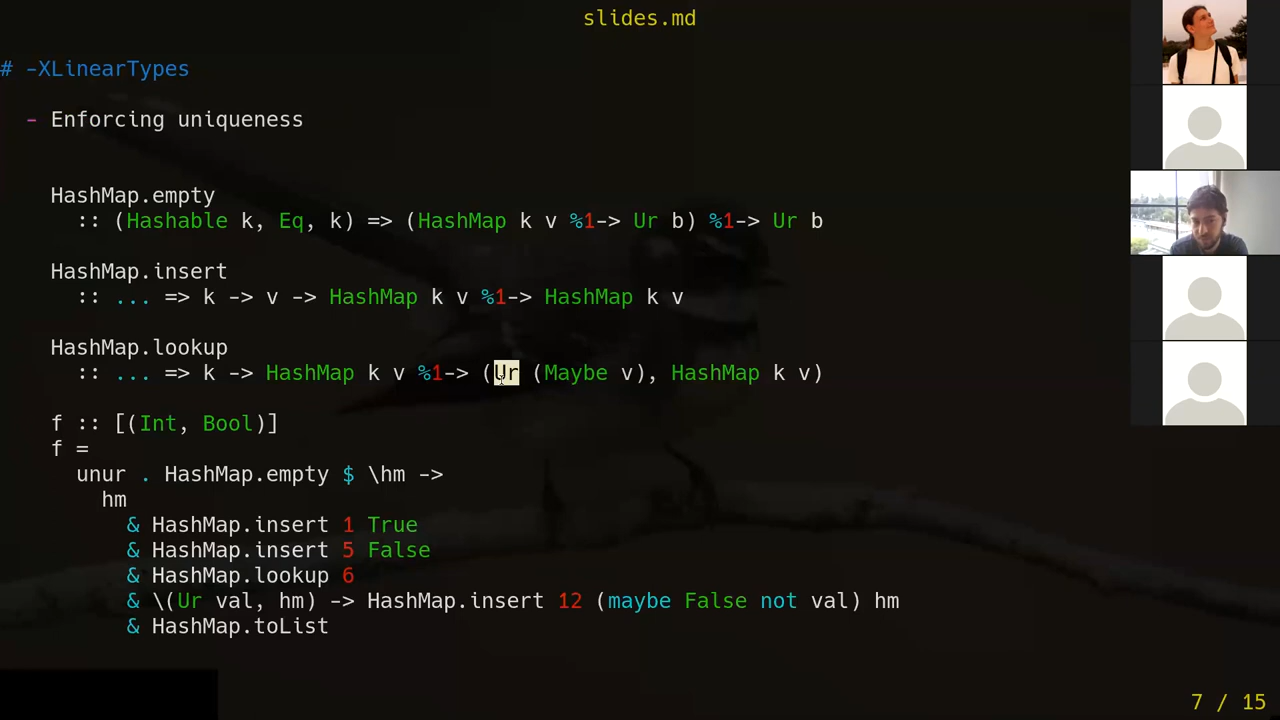 slides.md
# -XLinearTypes
- Enforcing uniqueness
HashMap.empty
:: (Hashable k, Eq, k) => (HashMap k v %1-> Ur b) %1-> Ur b
HashMap.insert
:: ... => k -> v -> HashMap k v %1-> HashMap k v
HashMap.lookup
:: ... => k -> HashMap k v %1-> (Ur (Maybe v), HashMap k v)
f :: [(Int, Bool)]
f =
unur . HashMap.empty $ \hm ->
hm
& HashMap.insert 1 True
& HashMap.insert 5 False
& HashMap.lookup 6
& \(Ur val, hm) -> HashMap.insert 12 (maybe False not val) hm
& HashMap.toList
7 / 15